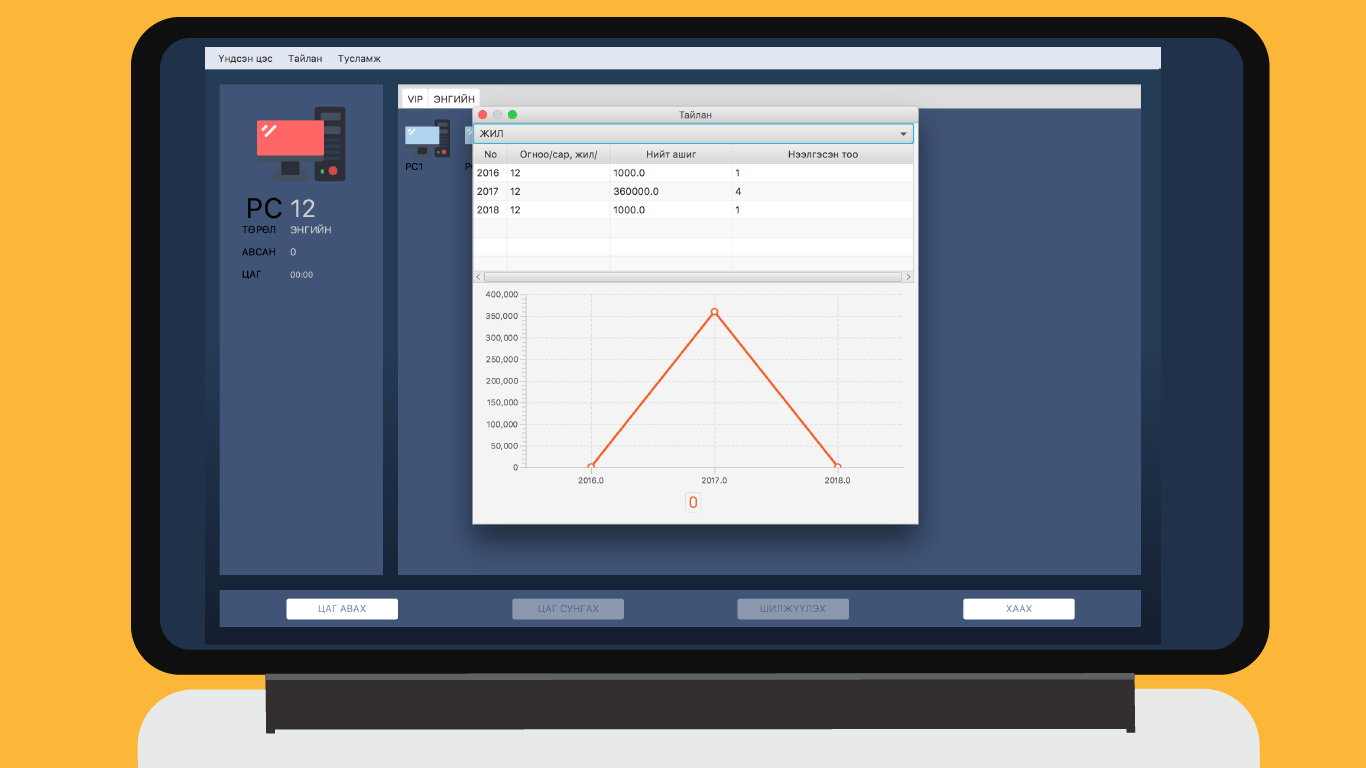 Үндсэн цэс Тайлан Тусламж
VIP ЭНГИЙН
PC 12
ТӨРӨЛ ЭНГИЙН
АВСАН 0
ЦАГ 00:00
PC1
Тайлан
ЖИЛ
No Огноо/сар, жил/ Нийт ашиг Нээлгэсэн тоо
2016 12 1000.0 1
2017 12 360000.0 4
2018 12 1000.0 1
400,000
350,000
300,000
250,000
200,000
150,000
100,000
50,000
0
2016.0 2017.0 2018.0
0
ЦАГ АВАХ ЦАГ СУНГАХ ШИЛЖҮҮЛЭХ ХААХ